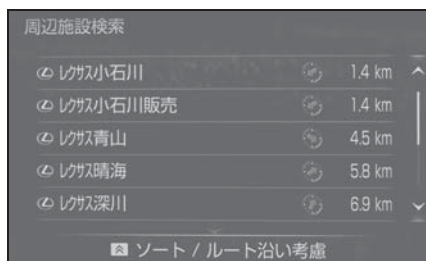 周辺施設検索
レクサス小石川 1.4 km
レクサス小石川販売 1.4 km
レクサス青山 4.5 km
レクサス晴海 5.8 km
レクサス深川 6.9 km
ソート / ルート沿い考慮